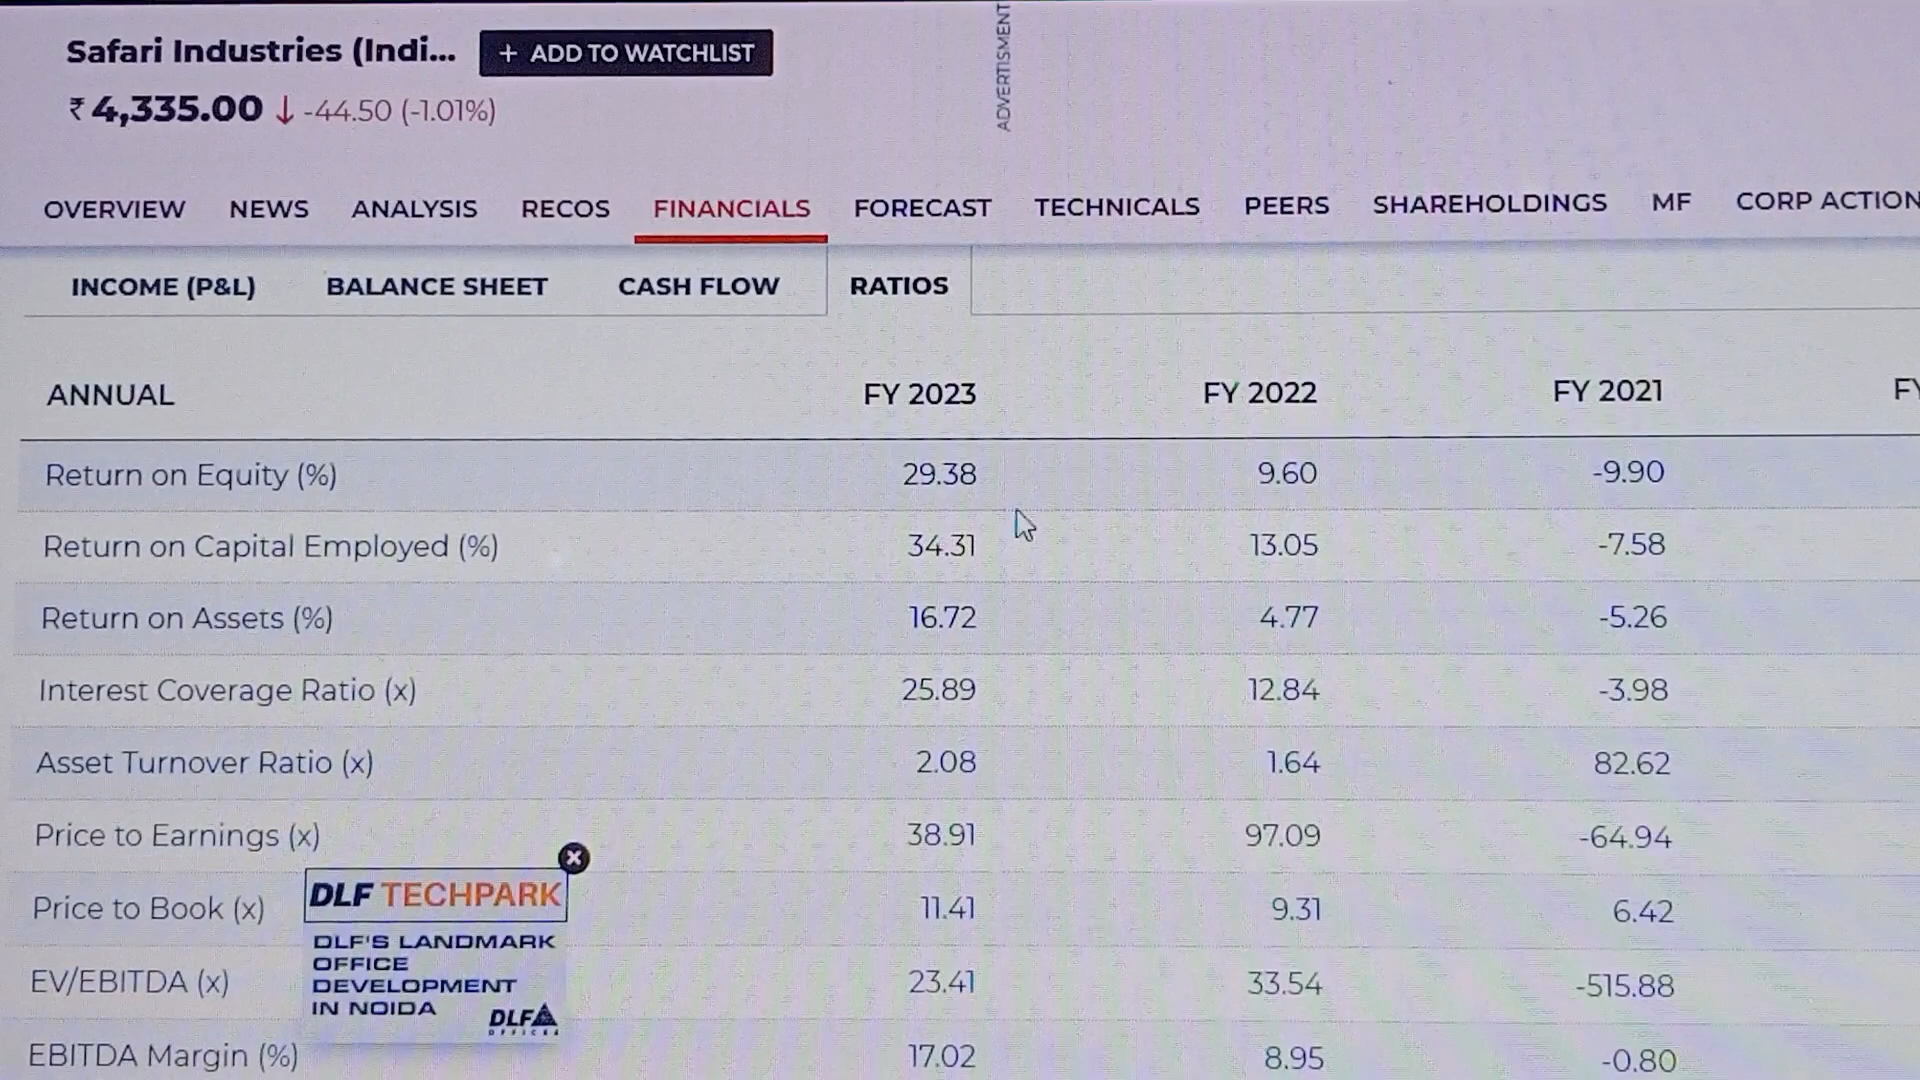 Safari Industries (Indi...
+ ADD TO WATCHLIST
₹ 4,335.00 ↓ -44.50 (-1.01%)
ADVERTISMENT
OVERVIEW NEWS ANALYSIS RECOS FINANCIALS FORECAST TECHNICALS PEERS SHAREHOLDINGS MF CORP ACTION
INCOME (P&L) BALANCE SHEET CASH FLOW RATIOS
ANNUAL FY 2023 FY 2022 FY 2021 FY
Return on Equity (%) 29.38 9.60 -9.90
Return on Capital Employed (%) 34.31 13.05 -7.58
Return on Assets (%) 16.72 4.77 -5.26
Interest Coverage Ratio (x) 25.89 12.84 -3.98
Asset Turnover Ratio (x) 2.08 1.64 82.62
Price to Earnings (x) 38.91 97.09 -64.94
Price to Book (x) 11.41 9.31 6.42
EV/EBITDA (x) 23.41 33.54 -515.88
EBITDA Margin (%) 17.02 8.95 -0.80
DLF TECHPARK
DLF'S LANDMARK
OFFICE
DEVELOPMENT
IN NOIDA
DLF
OFFICES